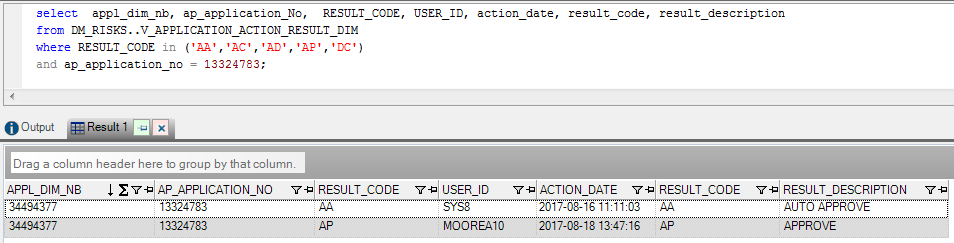 select  appl_dim_nb, ap_application_No,  RESULT_CODE, USER_ID, action_date, result_code, result_description
from DM_RISKS..V_APPLICATION_ACTION_RESULT_DIM
where RESULT_CODE in ('AA','AC','AD','AP','DC')
and ap_application_no = 13324783;
Output Result 1
Drag a column header here to group by that column.
APPL_DIM_NB AP_APPLICATION_NO RESULT_CODE USER_ID ACTION_DATE RESULT_CODE RESULT_DESCRIPTION
34494377 13324783 AA SYS8 2017-08-16 11:11:03 AA AUTO APPROVE
34494377 13324783 AP MOOREA10 2017-08-18 13:47:16 AP APPROVE